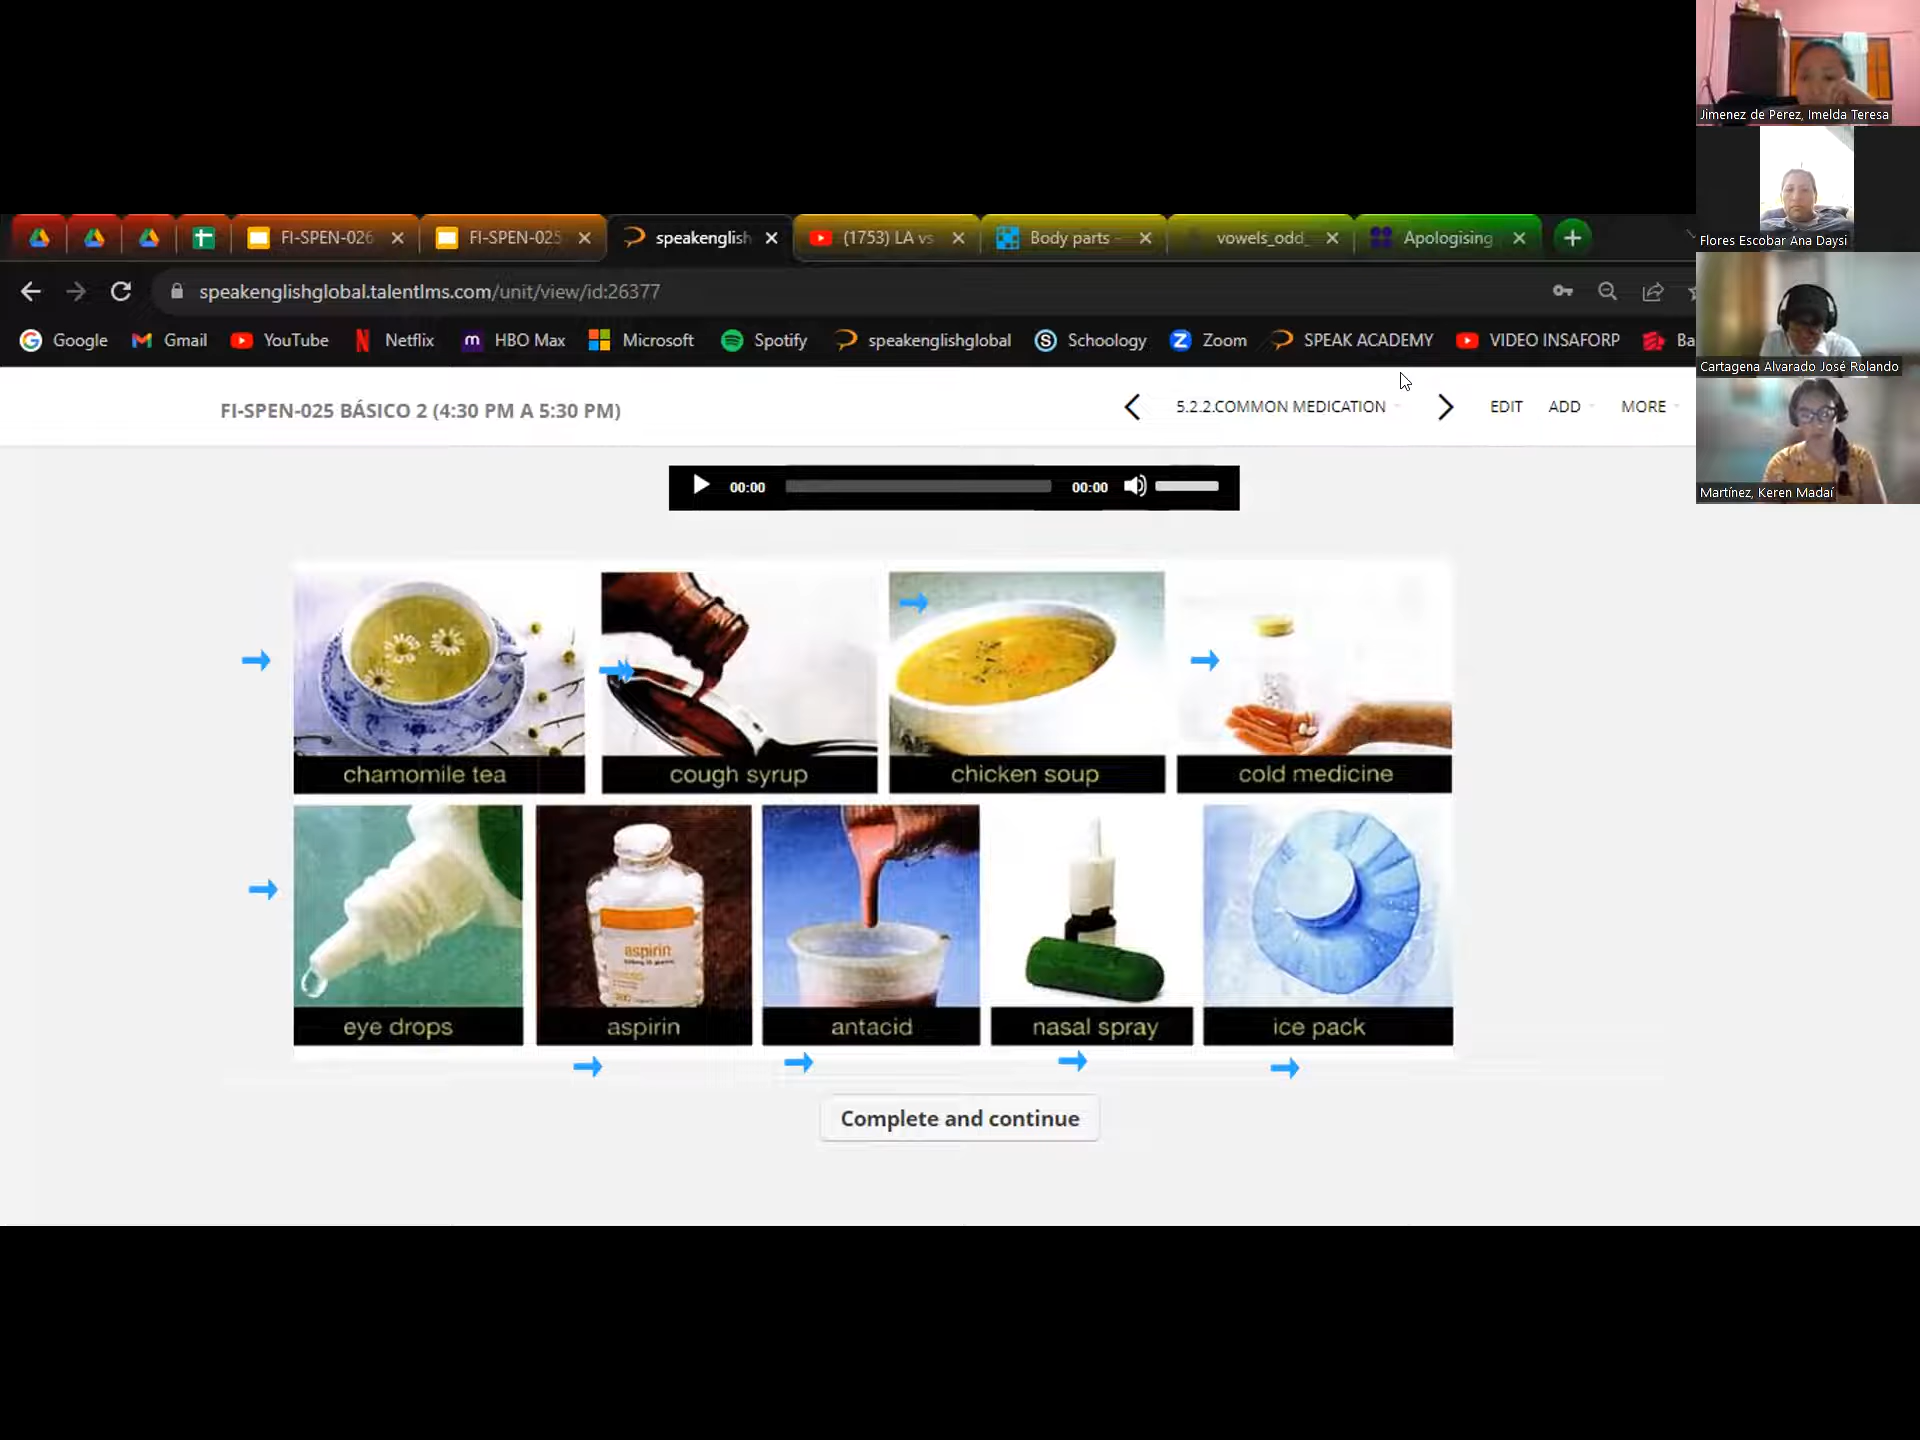 FI-SPEN-026
FI-SPEN-025
speakenglish
(1753) LA vs
Body parts -
vowels_odd_
Apologising
speakenglishglobal.talentlms.com/unit/view/id:26377
Google
Gmail
YouTube
Netflix
HBO Max
Microsoft
Spotify
speakenglishglobal
Schoology
Zoom
SPEAK ACADEMY
VIDEO INSAFORP
Ba
FI-SPEN-025 BÁSICO 2 (4:30 PM A 5:30 PM)
5.2.2.COMMON MEDICATION
EDIT
ADD
MORE
00:00
00:00
chamomile tea
cough syrup
chicken soup
cold medicine
aspirin
eye drops
aspirin
antacid
nasal spray
ice pack
Complete and continue
Jimenez de Perez, Imelda Teresa
Flores Escobar Ana Daysi
Cartagena Alvarado José Rolando
Martínez, Keren Madaí